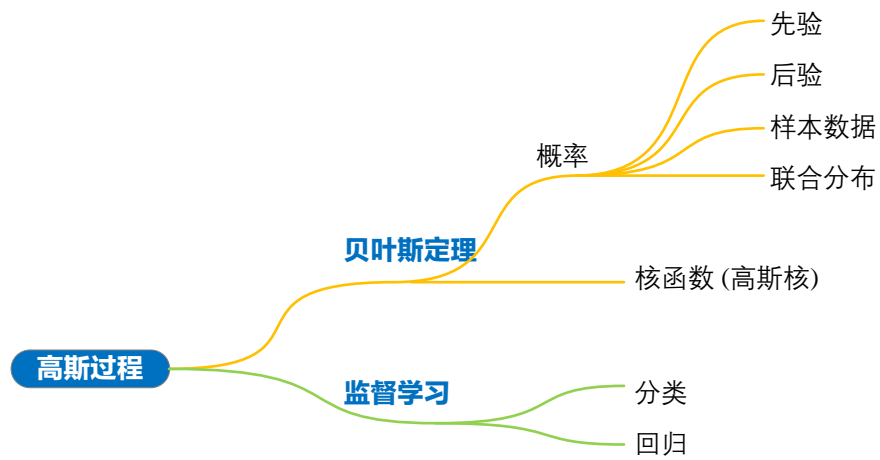 先验
后验
样本数据
概率
联合分布
贝叶斯定理
核函数 (高斯核)
高斯过程
监督学习
分类
回归